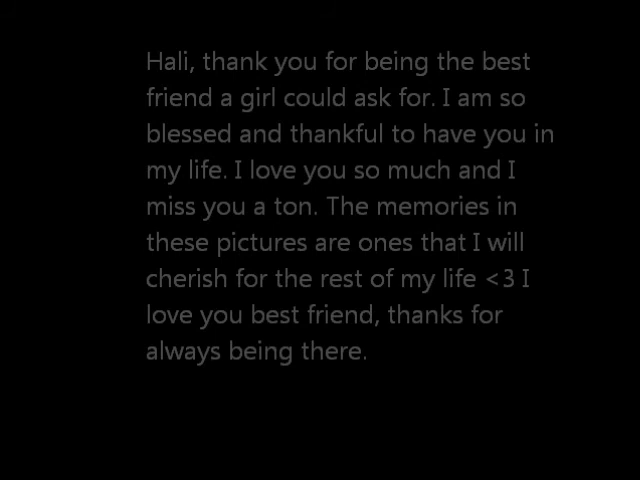 Hali, thank you for being the best
friend a girl could ask for. I am so
blessed and thankful to have you in
my life. I love you so much and I
miss you a ton. The memories in
these pictures are ones that I will
cherish for the rest of my life <3 I
love you best friend, thanks for
always being there.